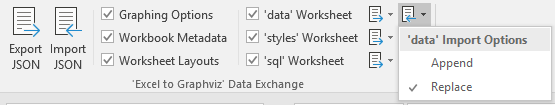 Export JSON
Import JSON
Graphing Options
Workbook Metadata
Worksheet Layouts
'data' Worksheet
'styles' Worksheet
'sql' Worksheet
'Excel to Graphviz' Data Exchange
'data' Import Options
Append
Replace